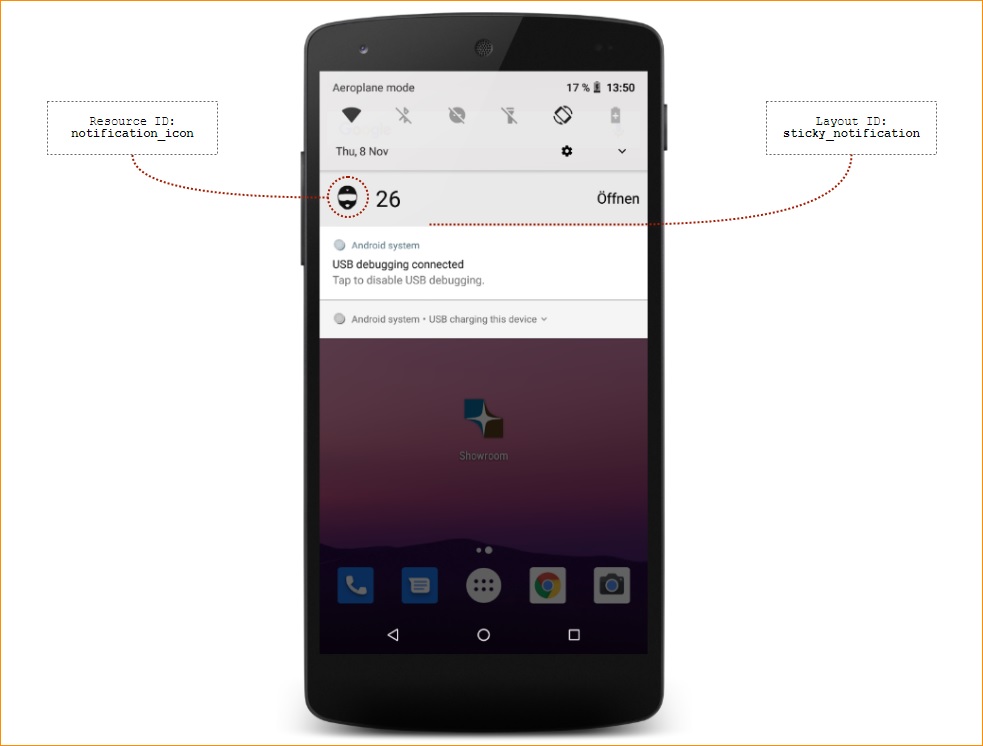 Aeroplane mode
17 % 13:50
Resource ID:
notification_icon
Layout ID:
sticky_notification
Thu, 8 Nov
26
Öffnen
Android system
USB debugging connected
Tap to disable USB debugging.
Android system • USB charging this device
Showroom